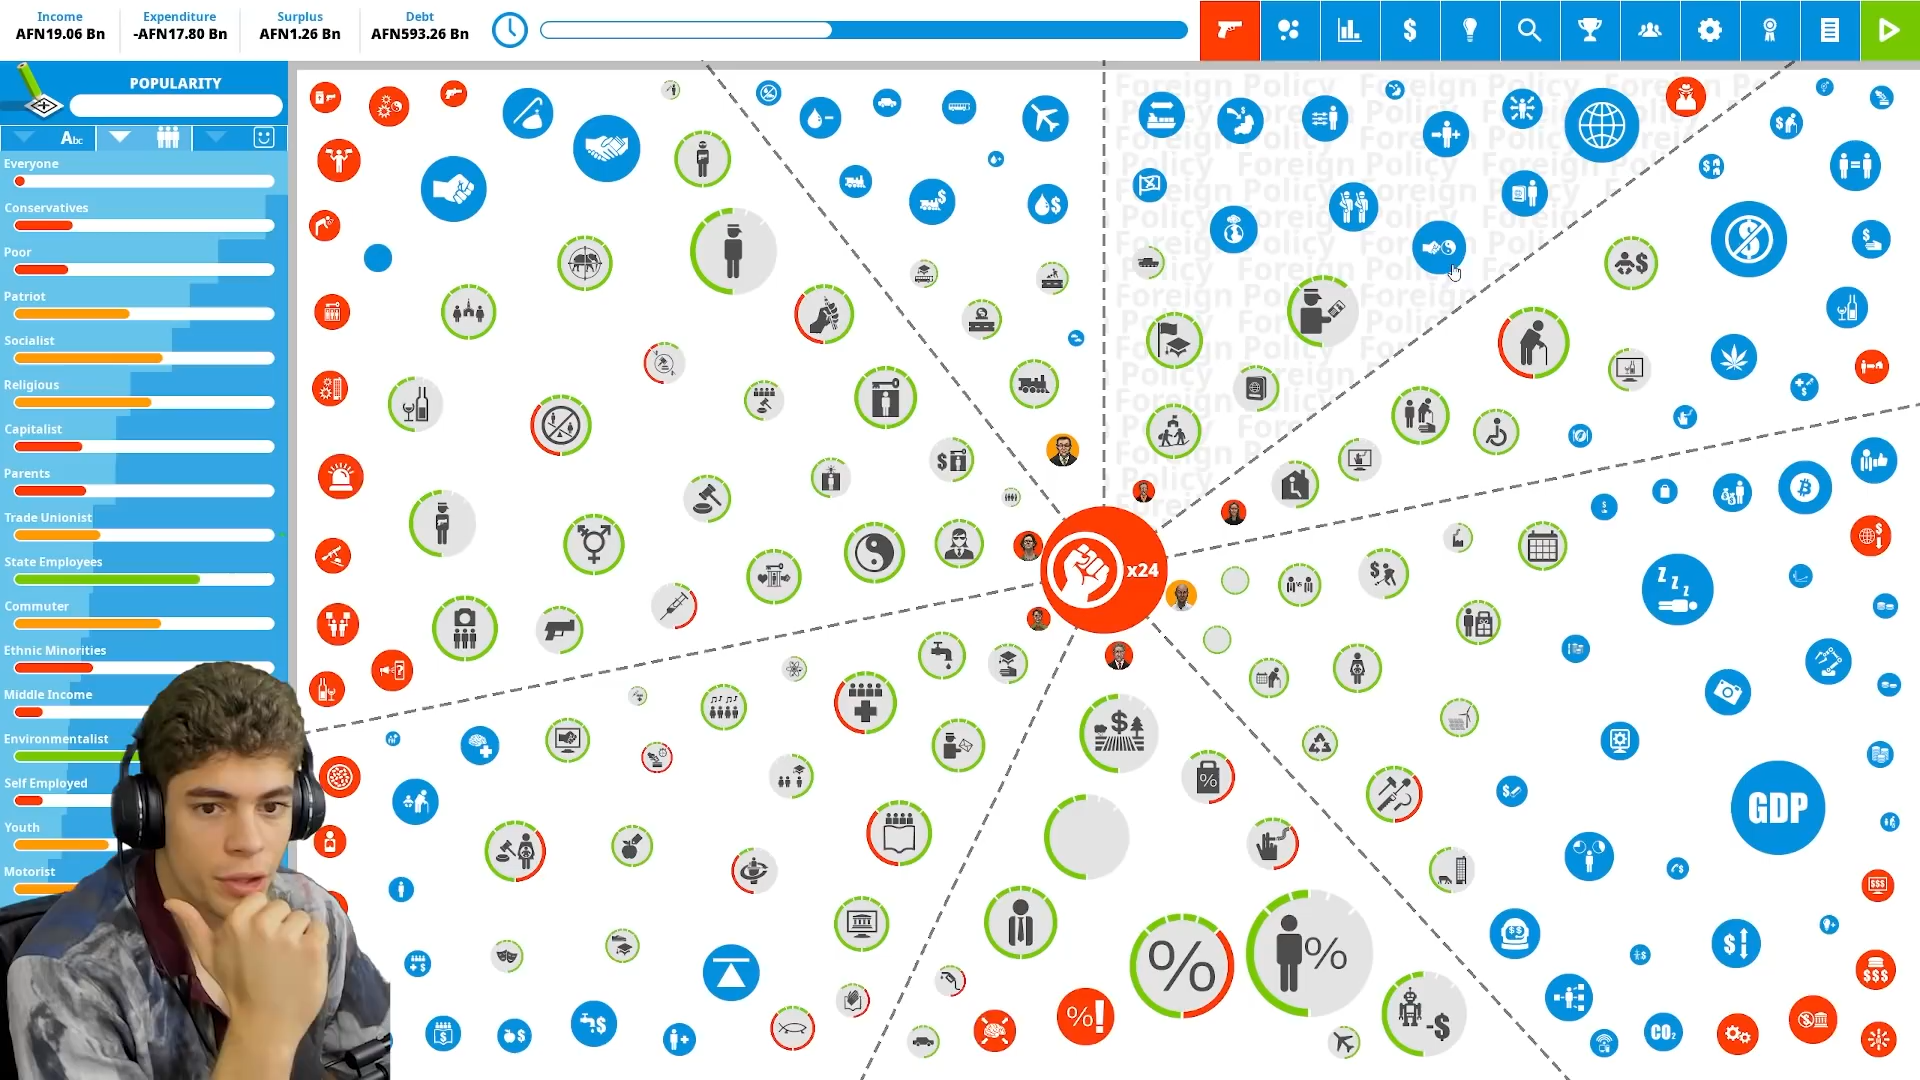 Income
Expenditure
Surplus
Debt
AFN19.06 Bn
-AFN17.80 Bn
AFN1.26 Bn
AFN593.26 Bn
POPULARITY
Abc
Everyone
Conservatives
Poor
Patriot
Socialist
Religious
Capitalist
Parents
Trade Unionist
State Employees
Commuter
Ethnic Minorities
Middle Income
Environmentalist
Self Employed
Youth
Motorist
Foreign Policy Foreign Policy
x24
GDP
CO₂
Z Z Z
%
%
%!
%
-$
$
$$$
$$$